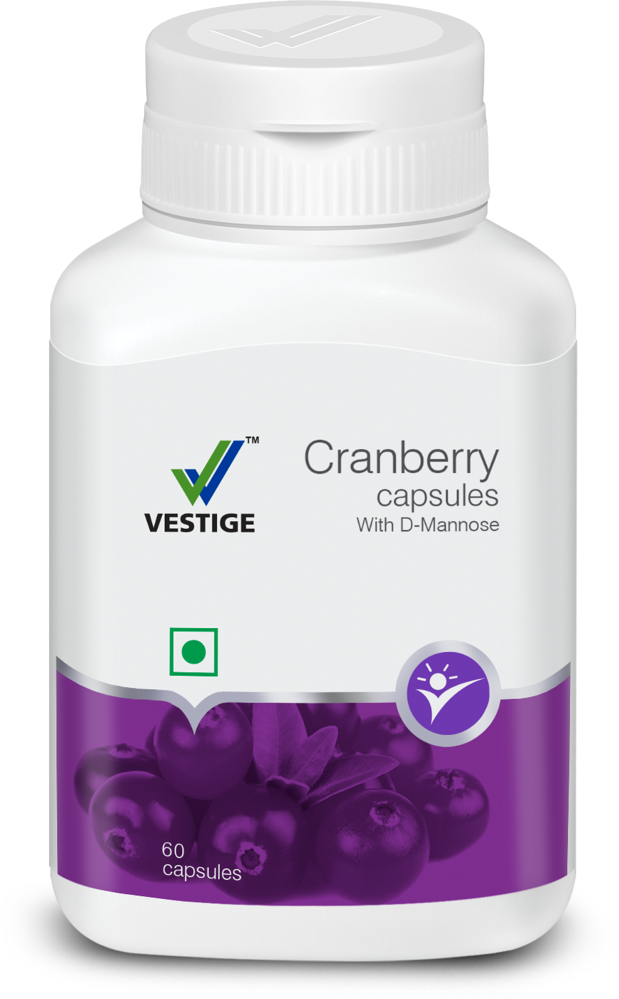 ™
VESTIGE
Cranberry
capsules
With D-Mannose
60
capsules